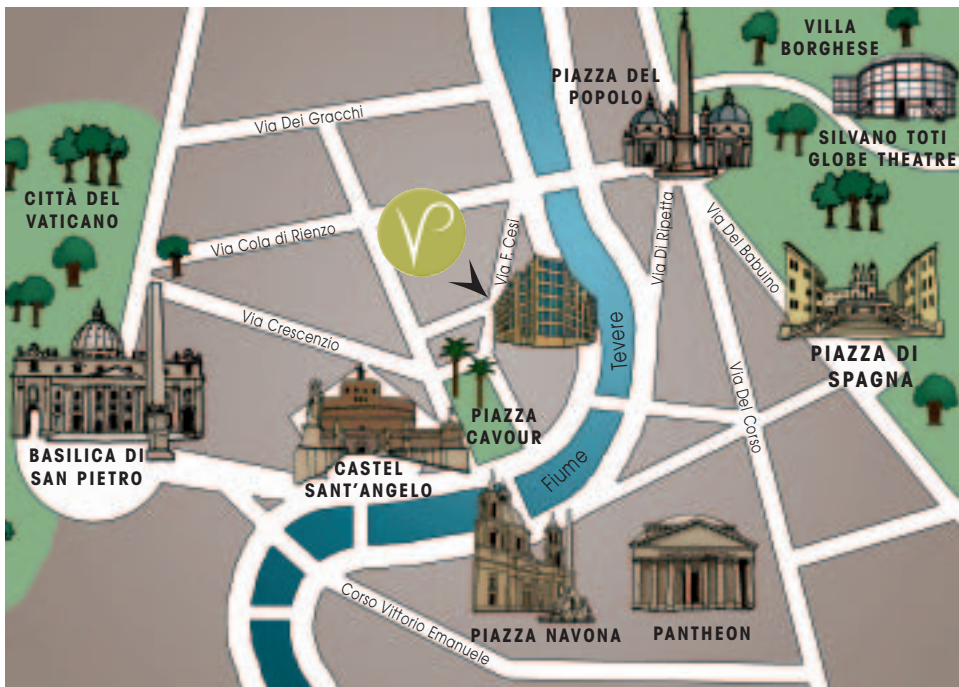 VILLA
BORGHESE
PIAZZA DEL
POPOLO
Via Dei Gracchi
SILVANO TOTI
GLOBE THEATRE
CITTÀ DEL
VATICANO
Via Cola di Rienzo
VP
Via F. Cesi
Via Di Ripetta
Via Del Babuino
Via Crescenzio
Tevere
PIAZZA DI
SPAGNA
Via Del Corso
PIAZZA
CAVOUR
BASILICA DI
SAN PIETRO
CASTEL
SANT'ANGELO
Fiume
Corso Vittorio Emanuele
PIAZZA NAVONA
PANTHEON